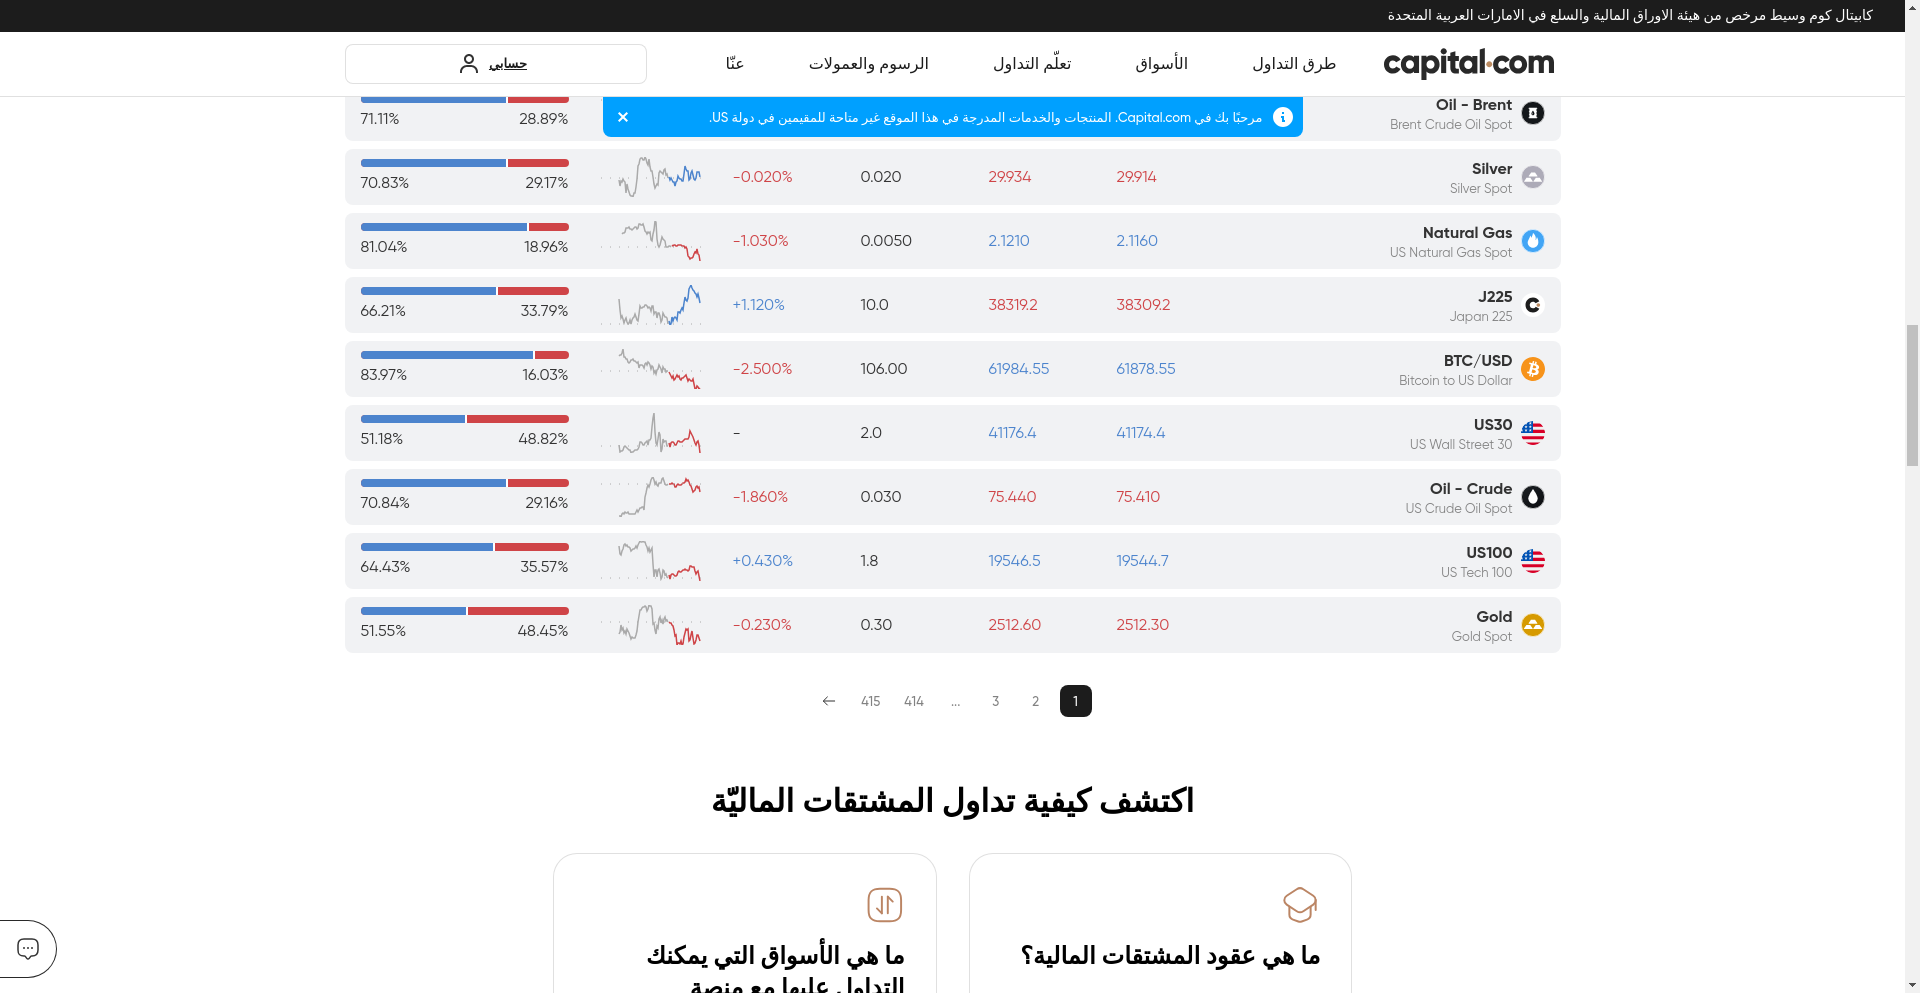 كابيتال كوم وسيط مرخص من هيئة الاوراق المالية والسلع في الامارات العربية المتحدة
capital.com
طرق التداول
الأسواق
تعلّم التداول
الرسوم والعمولات
عنّا
حسابي
مرحبًا بك في Capital.com. المنتجات والخدمات المدرجة في هذا الموقع غير متاحة للمقيمين في دولة US.
Oil - Brent
Brent Crude Oil Spot
28.89%
71.11%
Silver
Silver Spot
29.914
29.934
0.020
-0.020%
29.17%
70.83%
Natural Gas
US Natural Gas Spot
2.1160
2.1210
0.0050
-1.030%
18.96%
81.04%
J225
Japan 225
38309.2
38319.2
10.0
+1.120%
33.79%
66.21%
BTC/USD
Bitcoin to US Dollar
61878.55
61984.55
106.00
-2.500%
16.03%
83.97%
US30
US Wall Street 30
41174.4
41176.4
2.0
-
48.82%
51.18%
Oil - Crude
US Crude Oil Spot
75.410
75.440
0.030
-1.860%
29.16%
70.84%
US100
US Tech 100
19544.7
19546.5
1.8
+0.430%
35.57%
64.43%
Gold
Gold Spot
2512.30
2512.60
0.30
-0.230%
48.45%
51.55%
1
2
3
...
414
415
اكتشف كيفية تداول المشتقات الماليّة
ما هي عقود المشتقات المالية؟
ما هي الأسواق التي يمكنك
التداول عليها مع منصة